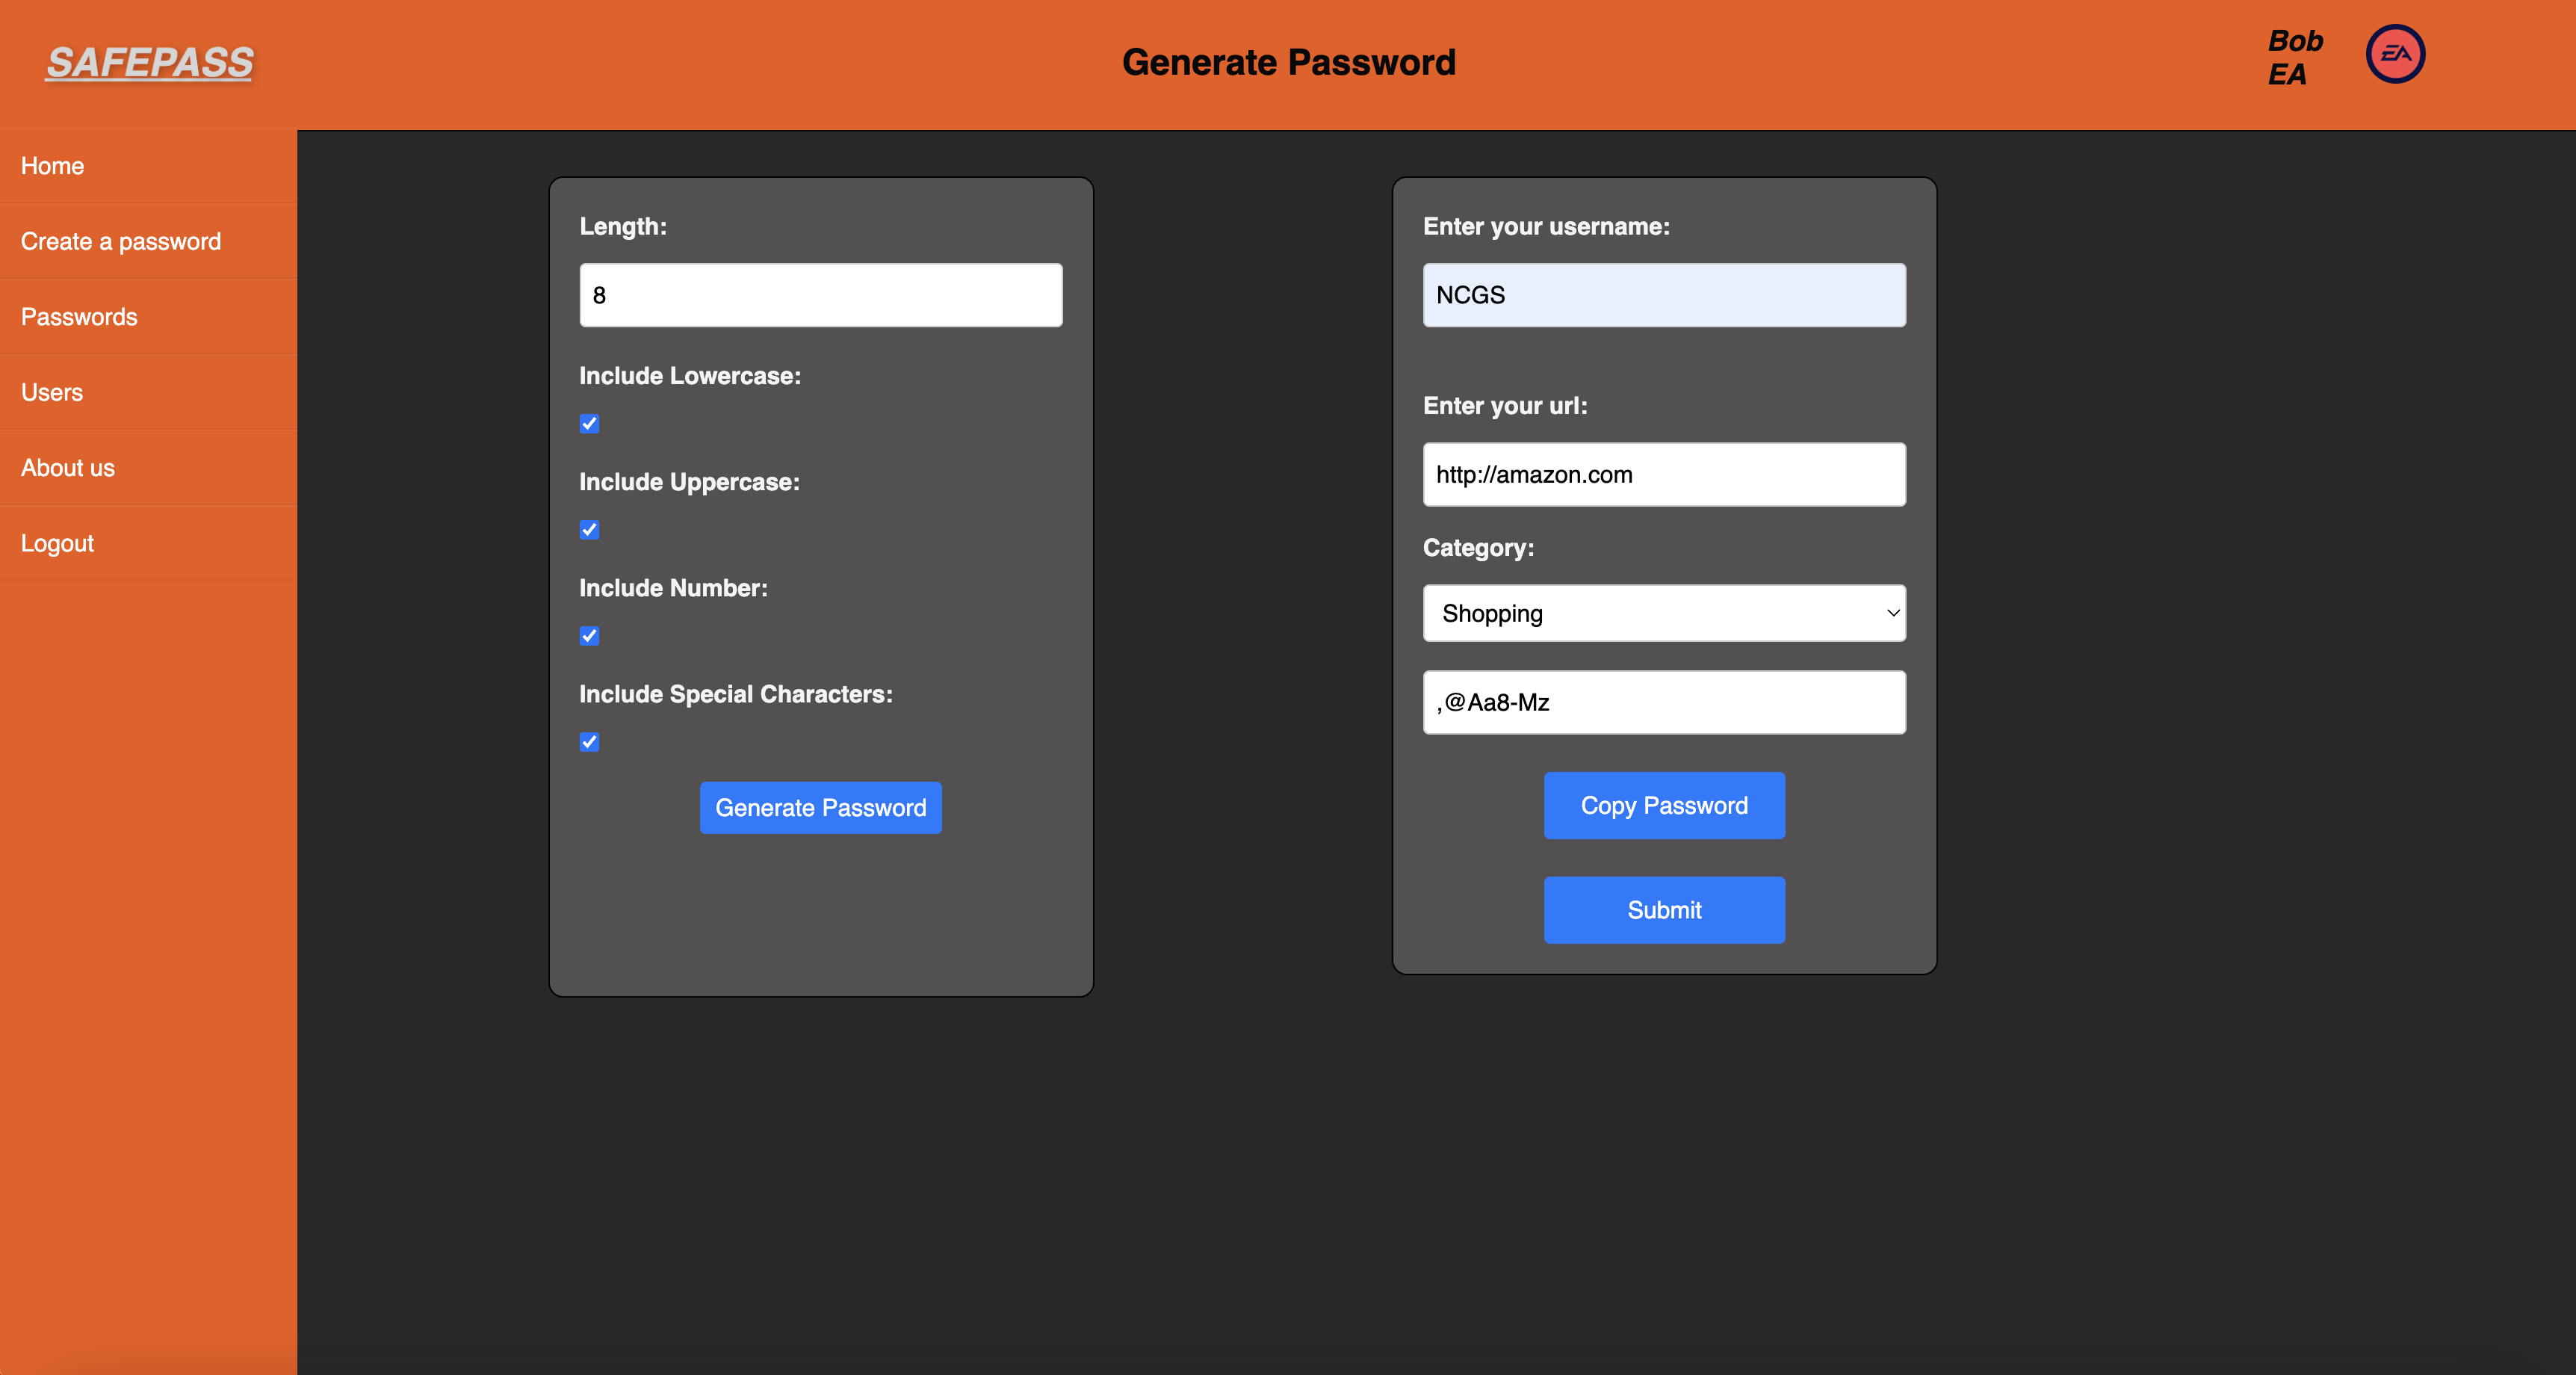 SAFEPASS
Generate Password
Bob
EA
EA
Home
Create a password
Passwords
Users
About us
Logout
Length:
8
Include Lowercase:
Include Uppercase:
Include Number:
Include Special Characters:
Generate Password
Enter your username:
NCGS
Enter your url:
http://amazon.com
Category:
Shopping
,@Aa8-Mz
Copy Password
Submit